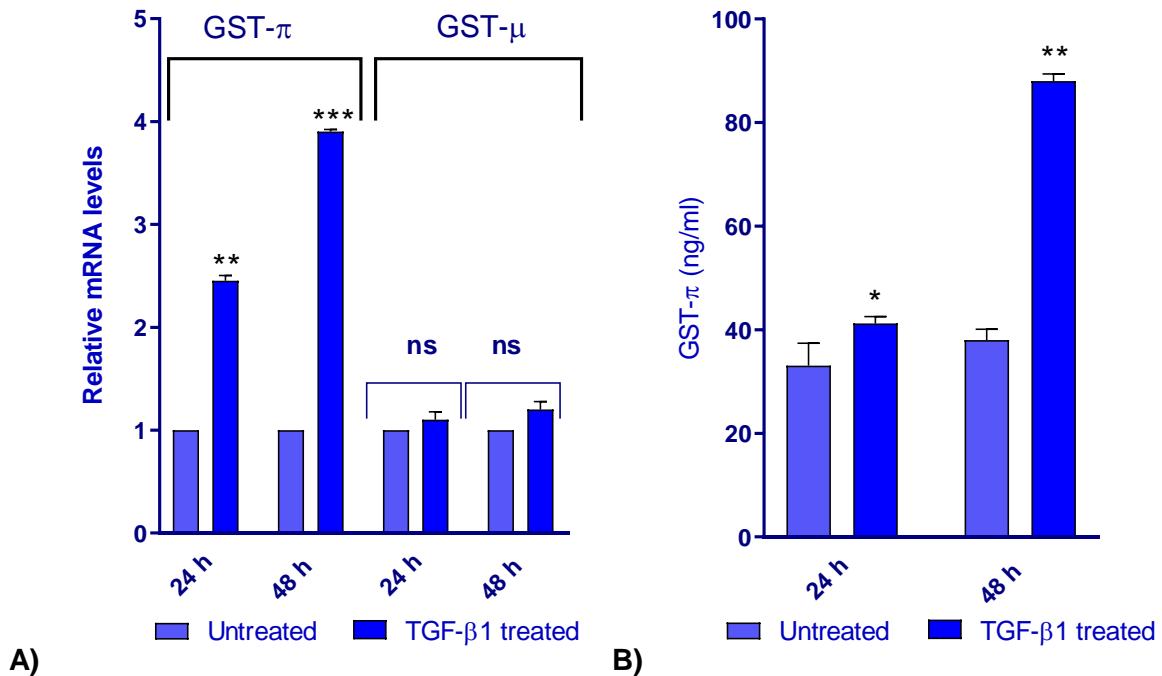 GST-π GST-μ
Relative mRNA levels
5
4
3
2
1
0
**
***
ns ns
24 h 48 h 24 h 48 h
Untreated TGF-β1 treated
A)
GST-π (ng/ml)
100
80
60
40
20
0
*
**
24 h 48 h
Untreated TGF-β1 treated
B)